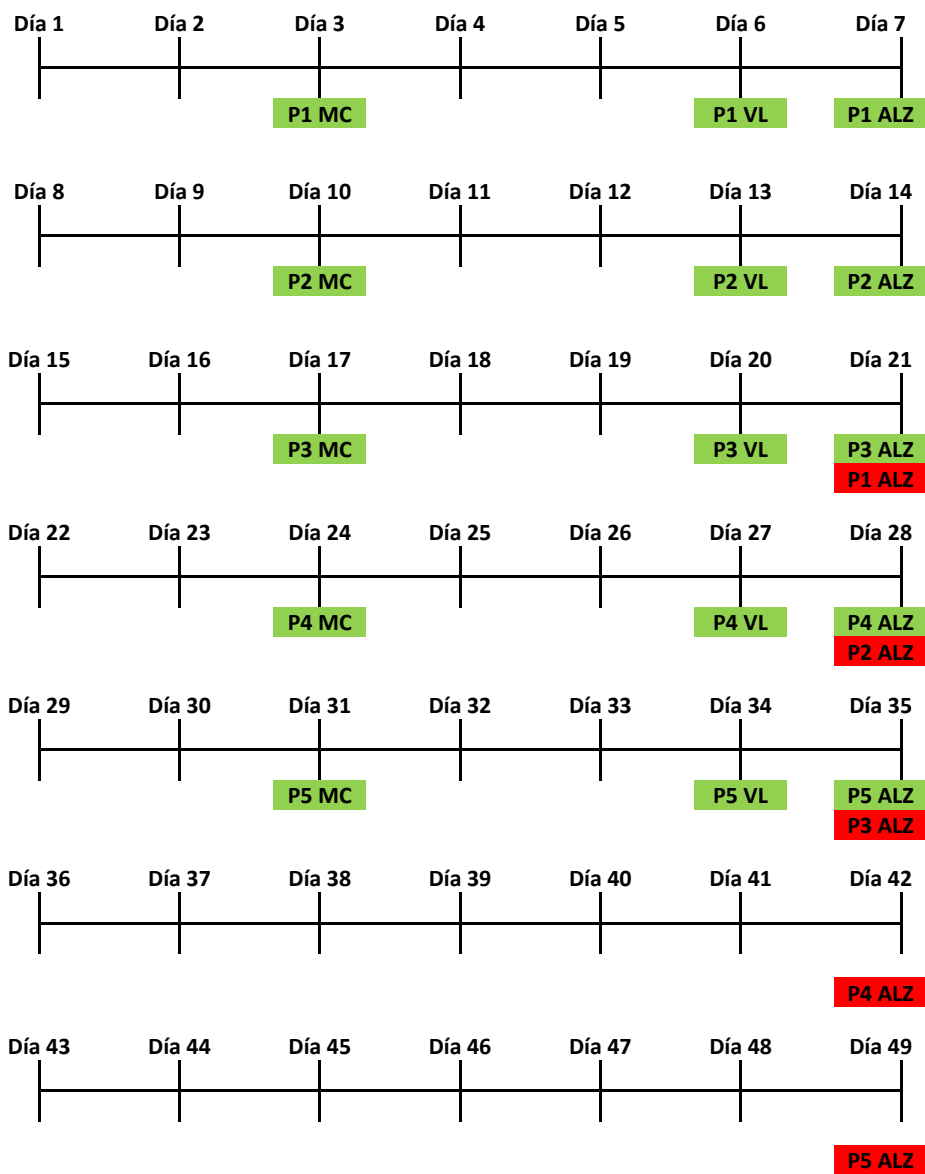 Día 1 Día 2 Día 3 Día 4 Día 5 Día 6 Día 7
P1 MC P1 VL P1 ALZ
Día 8 Día 9 Día 10 Día 11 Día 12 Día 13 Día 14
P2 MC P2 VL P2 ALZ
Día 15 Día 16 Día 17 Día 18 Día 19 Día 20 Día 21
P3 MC P3 VL P3 ALZ
P1 ALZ
Día 22 Día 23 Día 24 Día 25 Día 26 Día 27 Día 28
P4 MC P4 VL P4 ALZ
P2 ALZ
Día 29 Día 30 Día 31 Día 32 Día 33 Día 34 Día 35
P5 MC P5 VL P5 ALZ
P3 ALZ
Día 36 Día 37 Día 38 Día 39 Día 40 Día 41 Día 42
P4 ALZ
Día 43 Día 44 Día 45 Día 46 Día 47 Día 48 Día 49
P5 ALZ